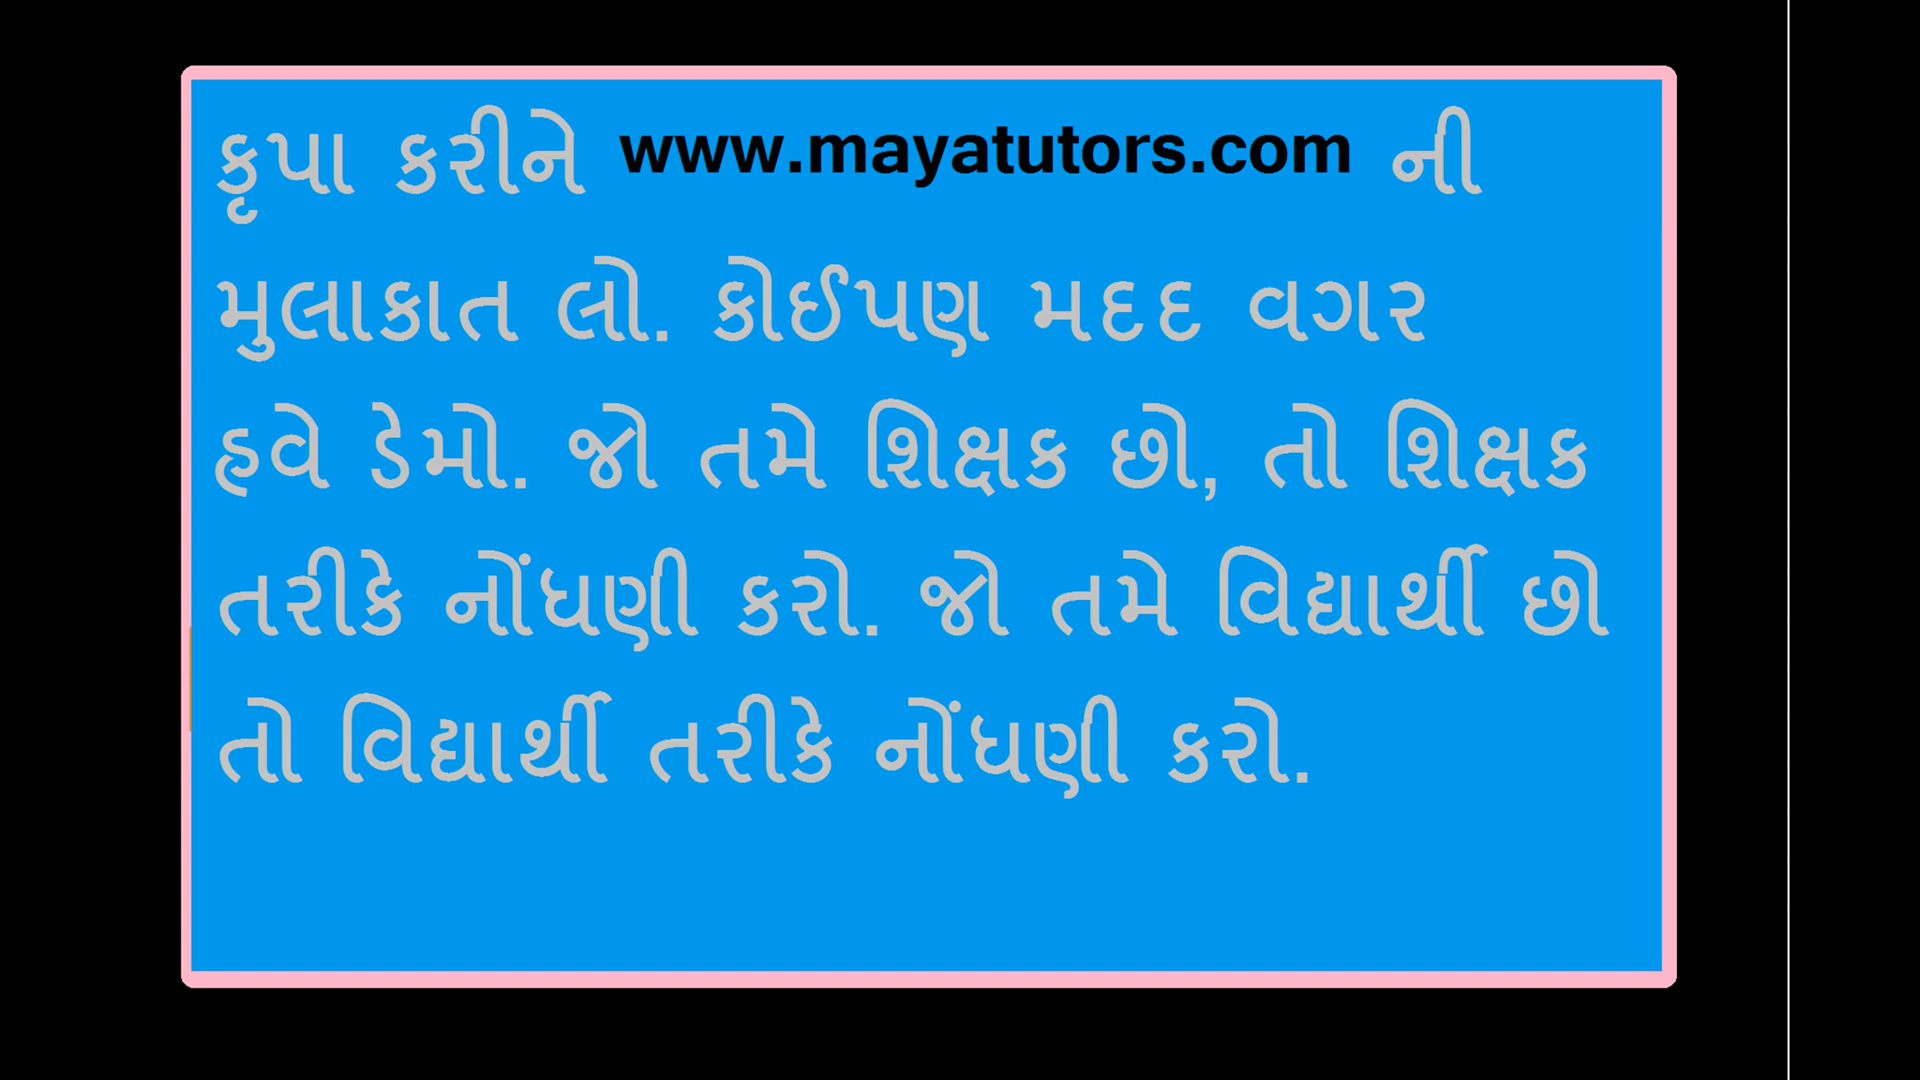 કૃપા કરીને www.mayatutors.com ની
મુલાકાત લો. કોઈપણ મદદ વગર
હવે ડેમો. જો તમે શિક્ષક છો, તો શિક્ષક
તરીકે નોંધણી કરો. જો તમે વિદ્યાર્થી છો
તો વિદ્યાર્થી તરીકે નોંધણી કરો.